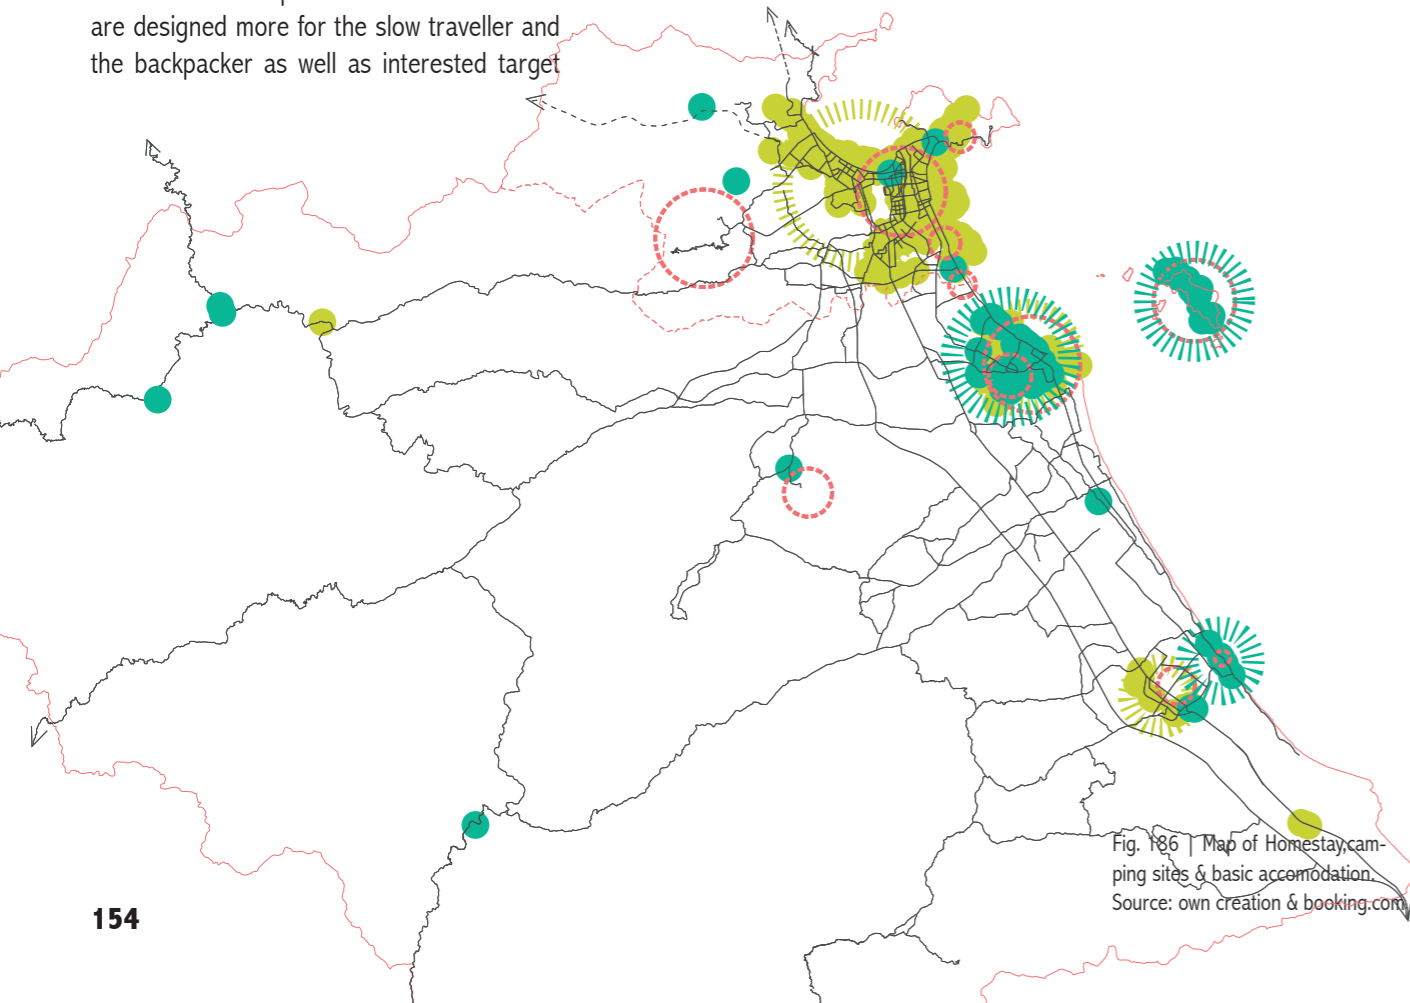 are designed more for the slow traveller and
the backpacker as well as interested target
Fig. 186 | Map of Homestay,cam-
ping sites & basic accomodation.
Source: own creation & booking.com
154